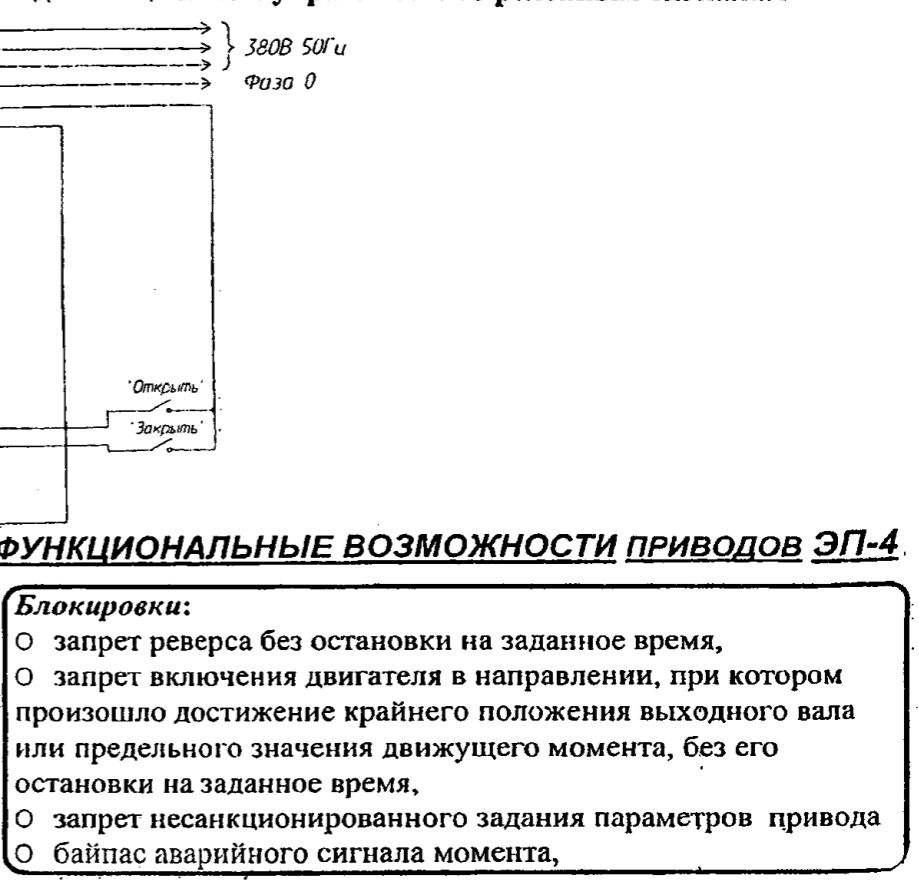 380В 50Гц
Фаза 0
'Открыть'
'Закрыть'
ФУНКЦИОНАЛЬНЫЕ ВОЗМОЖНОСТИ ПРИВОДОВ ЭП-4
Блокировки:
О запрет реверса без остановки на заданное время,
О запрет включения двигателя в направлении, при котором
произошло достижение крайнего положения выходного вала
или предельного значения движущего момента, без его
остановки на заданное время,
О запрет несанкционированного задания параметров привода
О байпас аварийного сигнала момента,